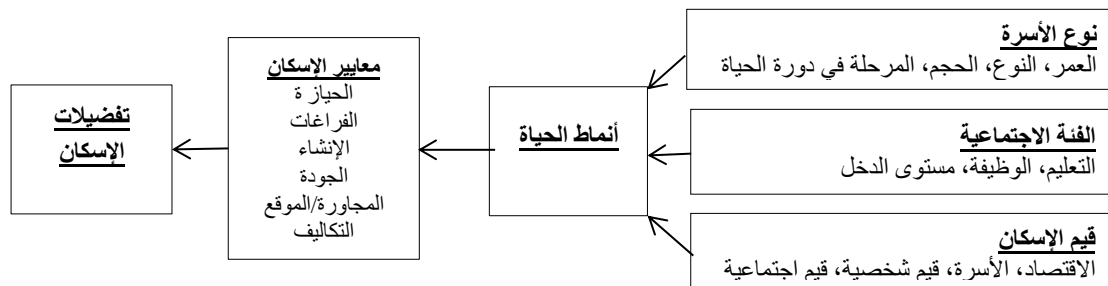 نوع الأسرة
العمر، النوع، الحجم، المرحلة في دورة الحياة
الفئة الاجتماعية
التعليم، الوظيفة، مستوى الدخل
قيم الإسكان
الاقتصاد، الأسرة، قيم شخصية، قيم اجتماعية
أنماط الحياة
معايير الإسكان
الحياز ة
الفراغات
الإنشاء
الجودة
المجاورة/الموقع
التكاليف
تفضيلات
الإسكان